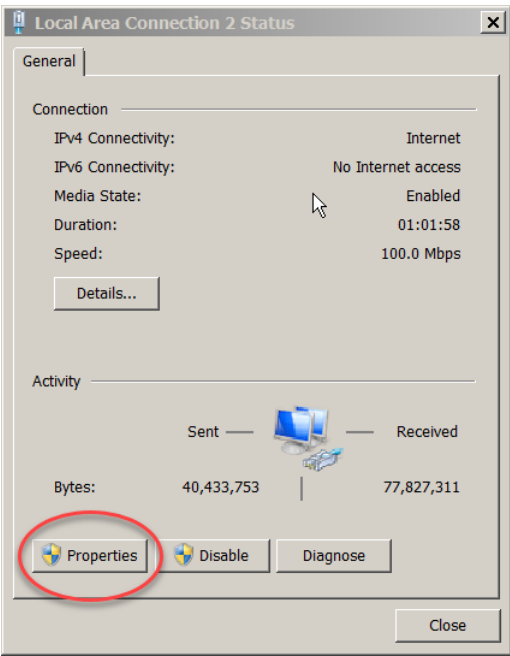 Local Area Connection 2 Status
General
Connection
IPv4 Connectivity: Internet
IPv6 Connectivity: No Internet access
Media State: Enabled
Duration: 01:01:58
Speed: 100.0 Mbps
Details...
Activity
Sent Received
Bytes: 40,433,753 77,827,311
Properties Disable Diagnose
Close